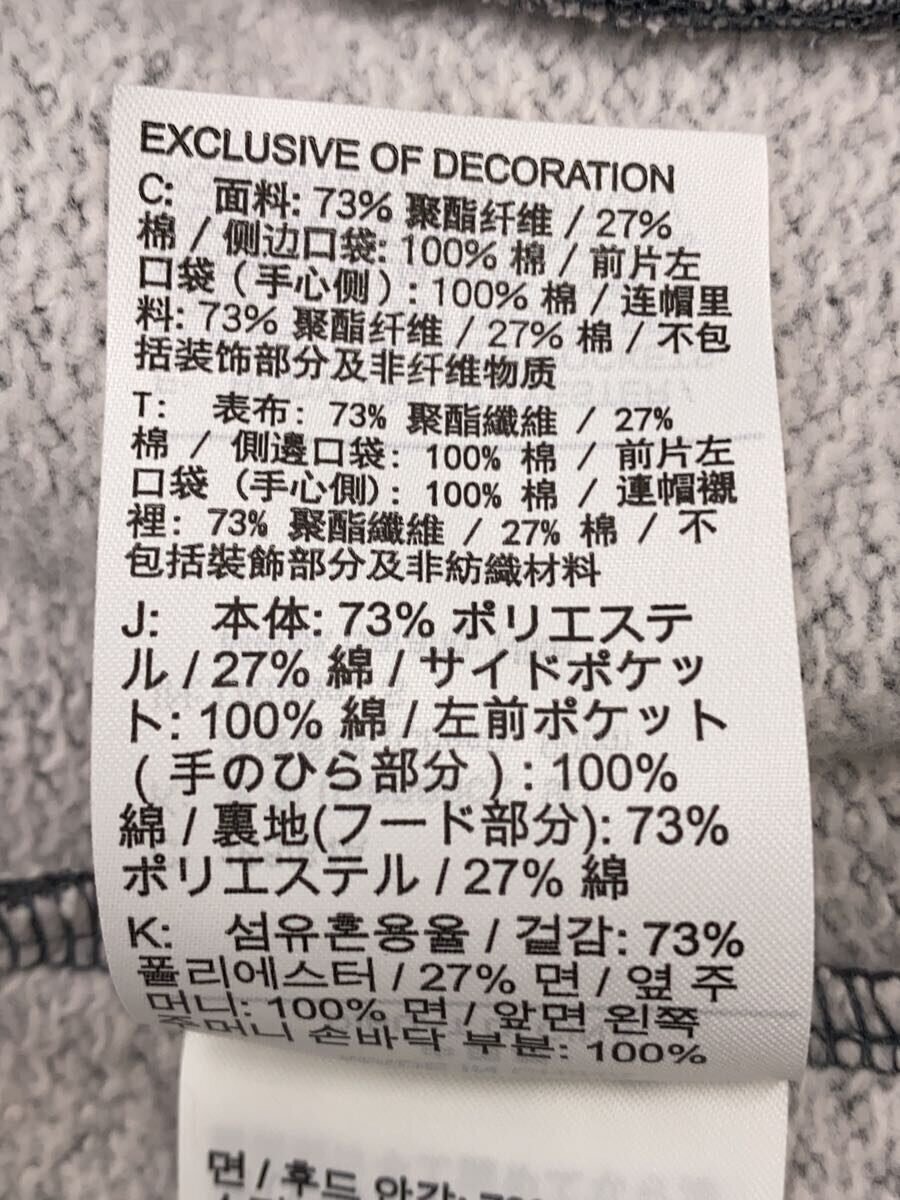 EXCLUSIVE OF DECORATION
C: 面料: 73% 聚酯纤维 / 27%
棉 / 侧边口袋: 100% 棉 / 前片左
口袋 (手心侧) : 100% 棉 / 连帽里
料: 73% 聚酯纤维 / 27% 棉 / 不包
括装饰部分及非纤维物质
T: 表布: 73% 聚酯纖維 / 27%
棉 / 側邊口袋: 100% 棉 / 前片左
口袋 (手心側) : 100% 棉 / 連帽襯
裡: 73% 聚酯纖維 / 27% 棉 / 不
包括裝飾部分及非紡織材料
J: 本体: 73% ポリエステ
ル / 27% 綿 / サイドポケッ
ト: 100% 綿 / 左前ポケット
( 手のひら部分 ) : 100%
綿 / 裏地(フード部分): 73%
ポリエステル / 27% 綿
K: 섬유혼용율 / 겉감: 73%
폴리에스터 / 27% 면 / 옆 주
머니: 100% 면 / 앞면 왼쪽
주머니 손바닥 부분: 100%
면 / 후드 안감: